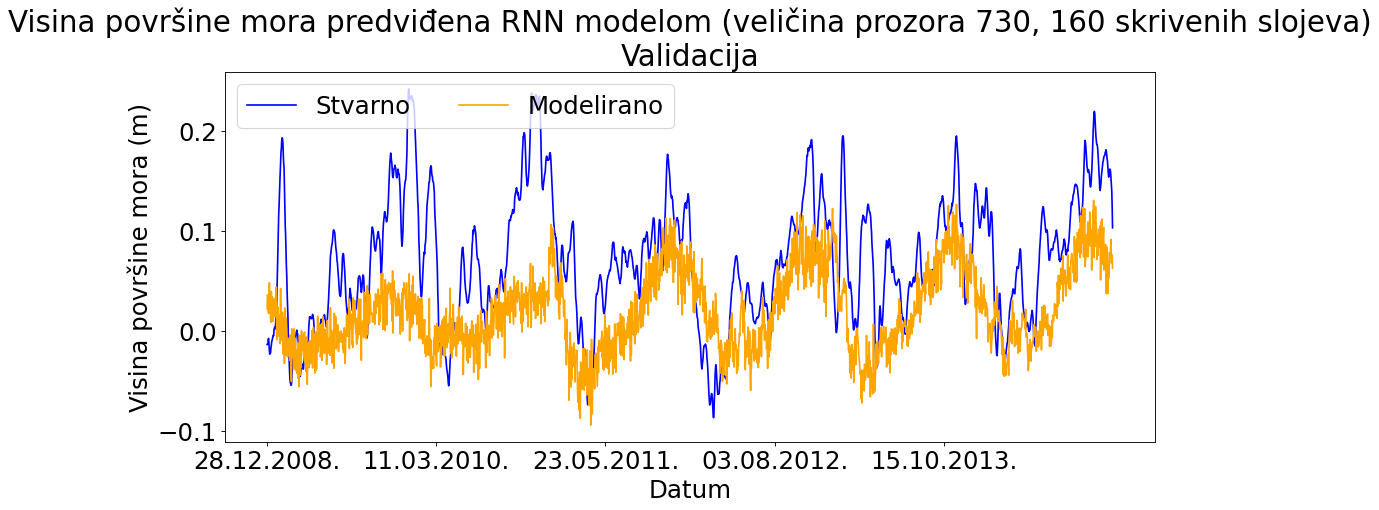 Visina površine mora predviđena RNN modelom (veličina prozora 730, 160 skrivenih slojeva)
Validacija
Stvarno Modelirano
Visina površine mora (m)
0.2
0.1
0.0
−0.1
28.12.2008. 11.03.2010. 23.05.2011. 03.08.2012. 15.10.2013.
Datum